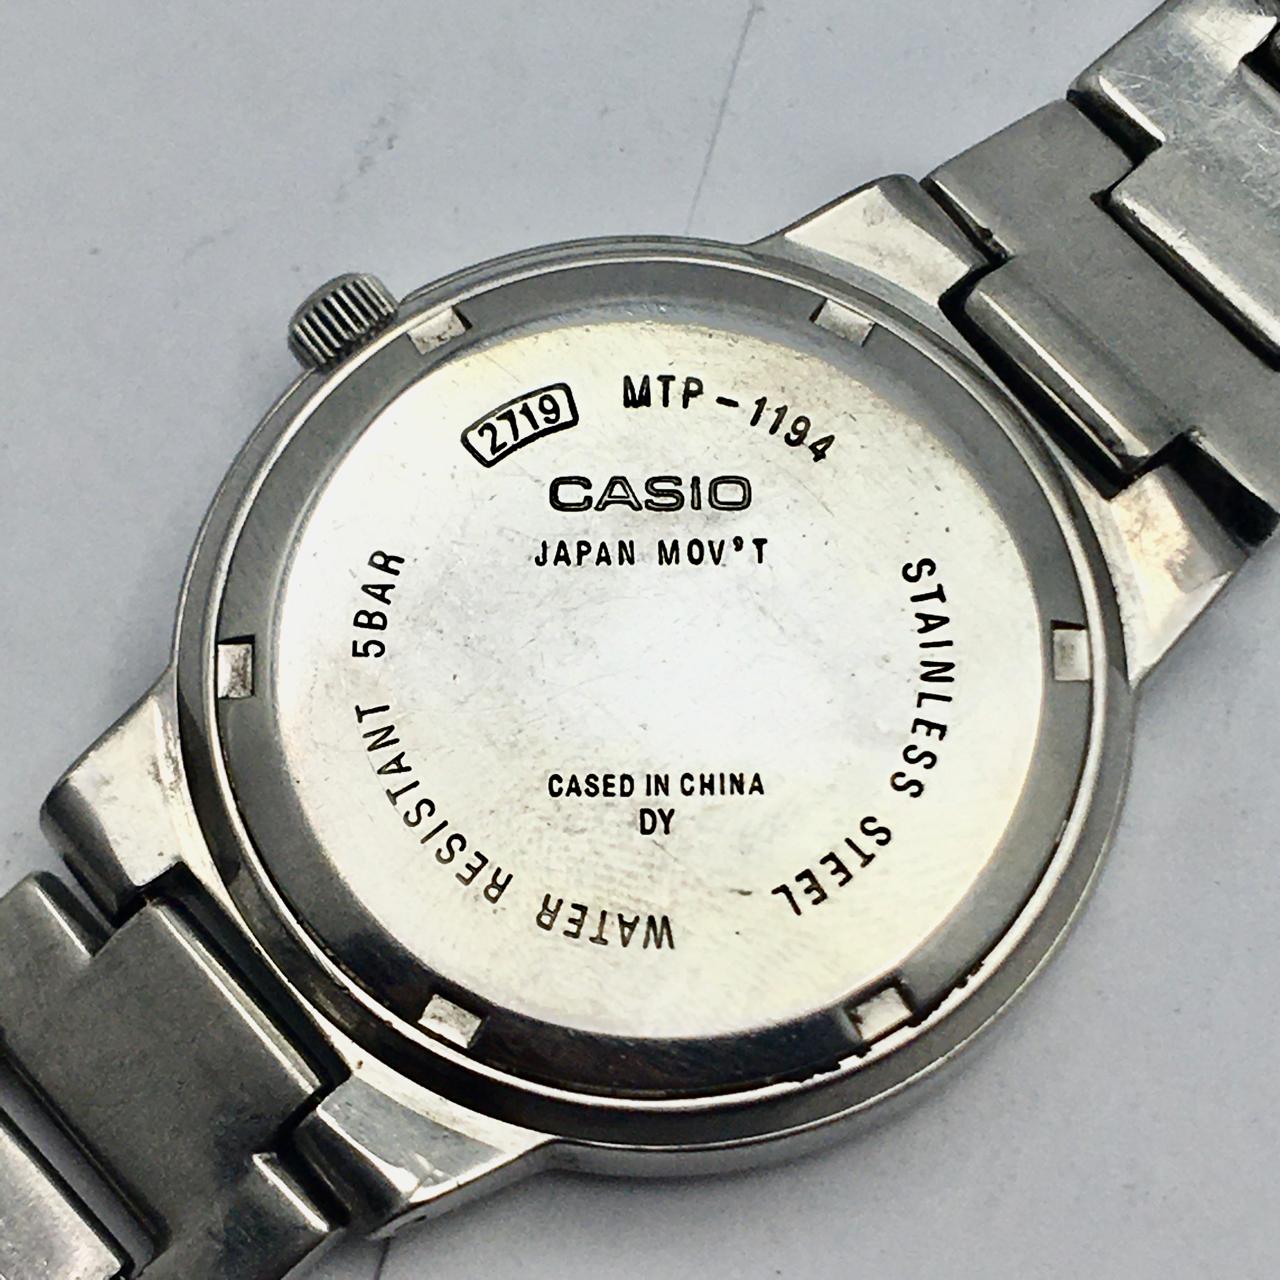 2719 MTP-1194
CASIO
JAPAN MOV'T
STAINLESS STEEL
WATER RESISTANT 5BAR
CASED IN CHINA
DY